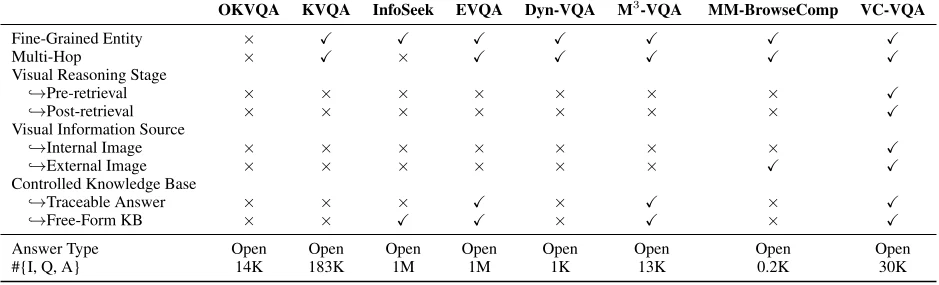 OKVQA KVQA InfoSeek EVQA Dyn-VQA M³-VQA MM-BrowseComp VC-VQA
Fine-Grained Entity × ✓ ✓ ✓ ✓ ✓ ✓ ✓
Multi-Hop × ✓ × ✓ ✓ ✓ ✓ ✓
Visual Reasoning Stage
↪Pre-retrieval × × × × × × × ✓
↪Post-retrieval × × × × × × × ✓
Visual Information Source
↪Internal Image × × × × × × × ✓
↪External Image × × × × × × ✓ ✓
Controlled Knowledge Base
↪Traceable Answer × × × ✓ × ✓ × ✓
↪Free-Form KB × × ✓ ✓ × ✓ × ✓
Answer Type Open Open Open Open Open Open Open Open
#{I, Q, A} 14K 183K 1M 1M 1K 13K 0.2K 30K